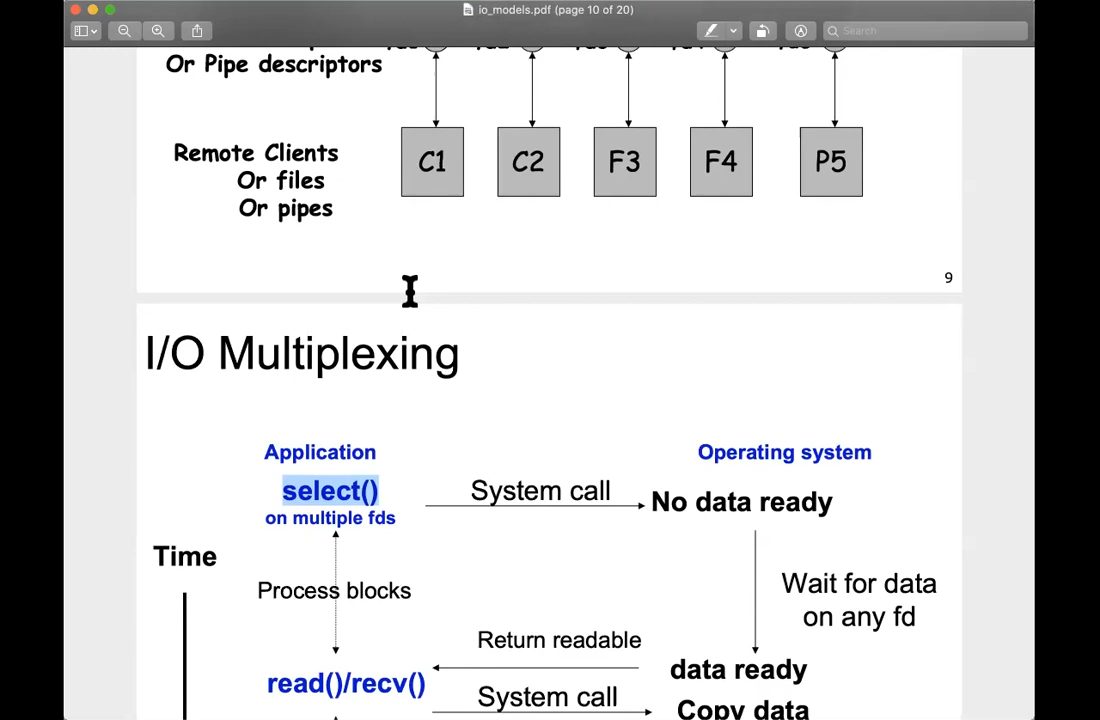 io_models.pdf (page 10 of 20)
Search
Or Pipe descriptors
Remote Clients
Or files
Or pipes
C1
C2
F3
F4
P5
9
I/O Multiplexing
Application
Operating system
select()
System call
No data ready
on multiple fds
Time
Process blocks
Wait for data
on any fd
Return readable
data ready
read()/recv()
System call
Copy data